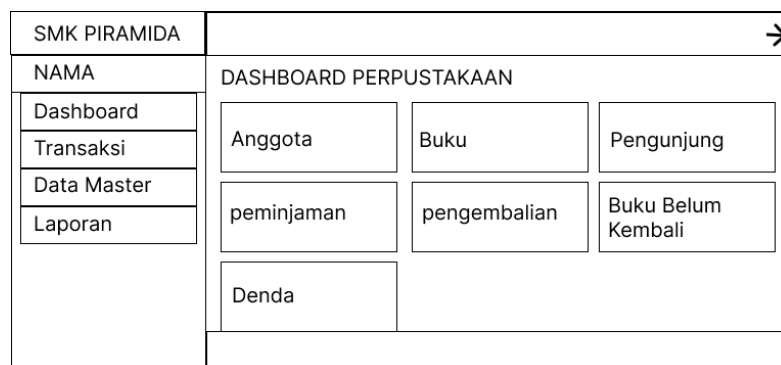 SMK PIRAMIDA
NAMA
Dashboard
Transaksi
Data Master
Laporan
DASHBOARD PERPUSTAKAAN
Anggota
Buku
Pengunjung
peminjaman
pengembalian
Buku Belum
Kembali
Denda